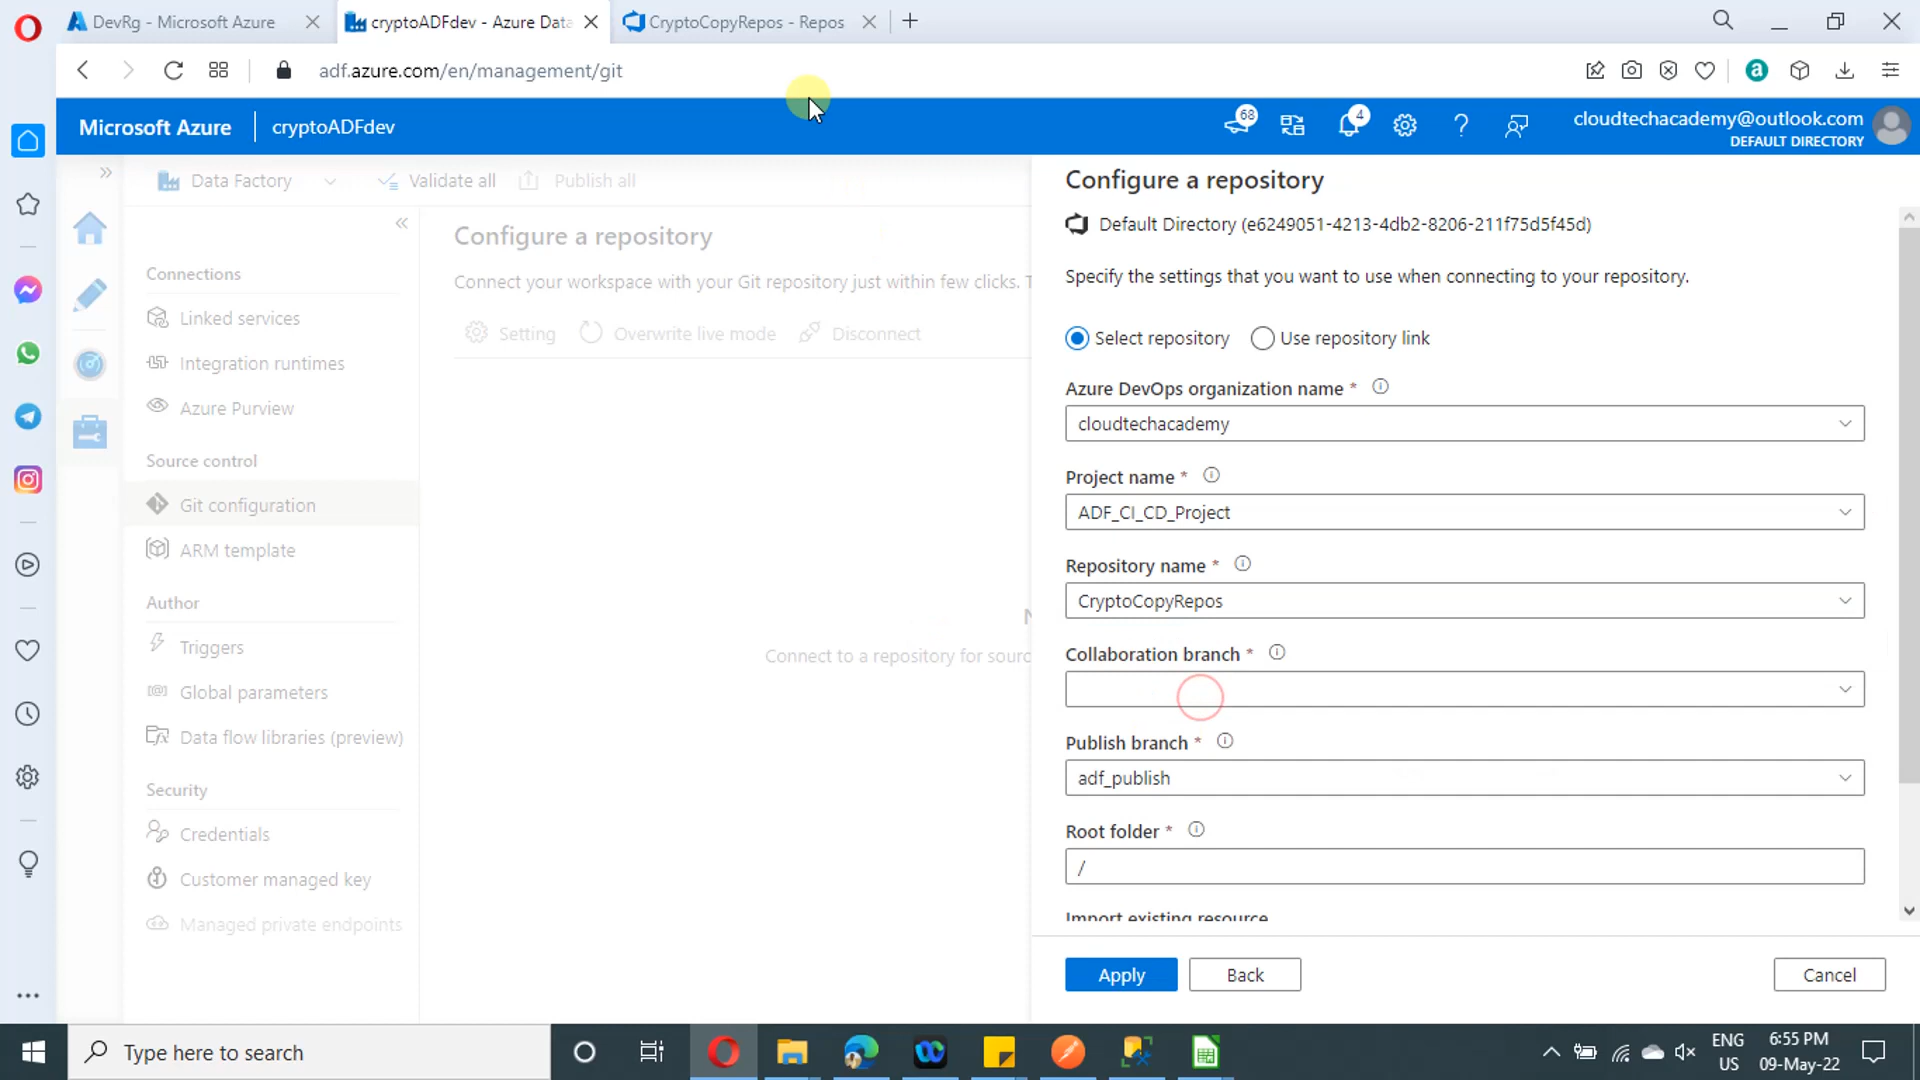 DevRg - Microsoft Azure
cryptoADFdev - Azure Data
CryptoCopyRepos - Repos
adf.azure.com/en/management/git
Microsoft Azure
cryptoADFdev
68
4
cloudtechacademy@outlook.com
DEFAULT DIRECTORY
Data Factory
Validate all
Publish all
Connections
Linked services
Integration runtimes
Azure Purview
Source control
Git configuration
ARM template
Author
Triggers
Global parameters
Data flow libraries (preview)
Security
Credentials
Customer managed key
Managed private endpoints
Configure a repository
Connect your workspace with your Git repository just within few clicks.
Setting
Overwrite live mode
Disconnect
Connect to a repository for
Configure a repository
Default Directory (e6249051-4213-4db2-8206-211f75d5f45d)
Specify the settings that you want to use when connecting to your repository.
Select repository
Use repository link
Azure DevOps organization name *
cloudtechacademy
Project name *
ADF_CI_CD_Project
Repository name *
CryptoCopyRepos
Collaboration branch *
Publish branch *
adf_publish
Root folder *
/
Import existing resource
Apply
Back
Cancel
Type here to search
ENG
US
6:55 PM
09-May-22